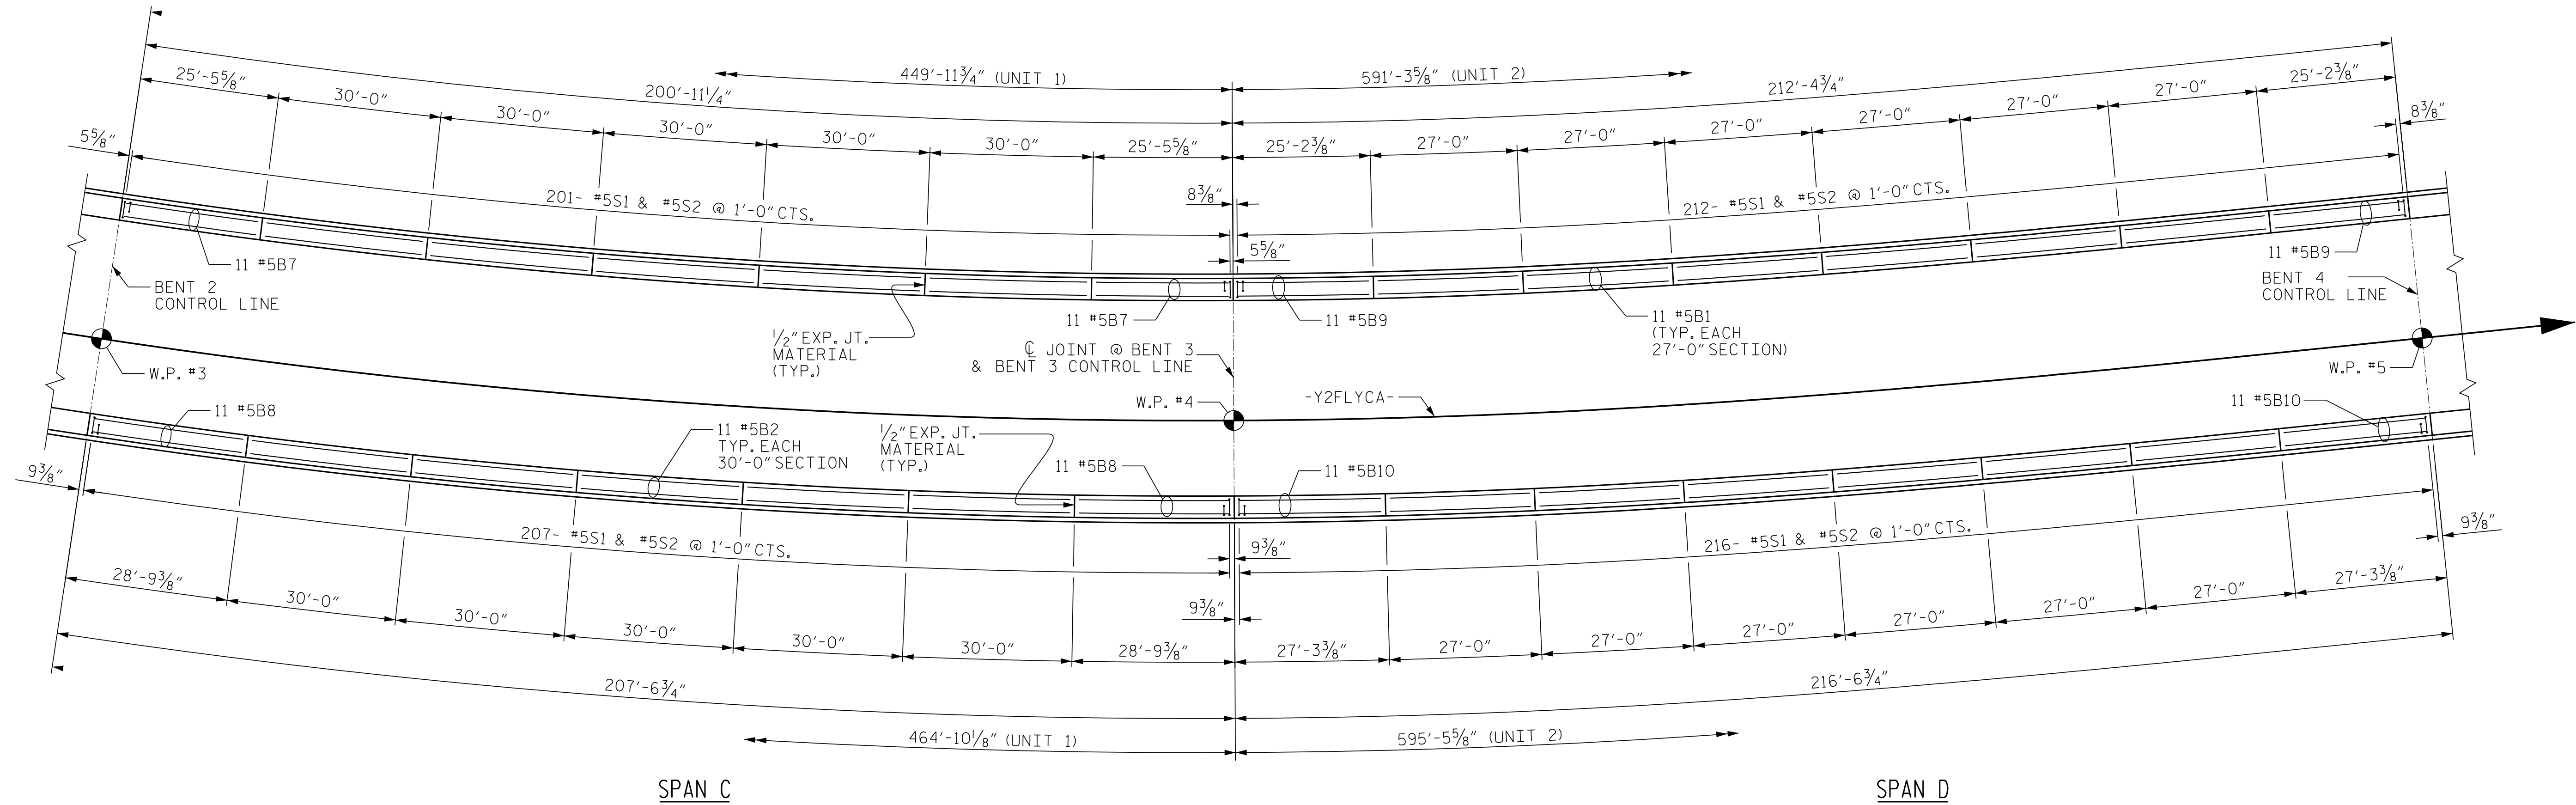 449'-11¾" (UNIT 1)
591'-3⅝" (UNIT 2)
200'-11¼"
212'-4¾"
25'-5⅝"
30'-0"
30'-0"
30'-0"
30'-0"
30'-0"
25'-5⅝"
25'-2⅜"
27'-0"
27'-0"
27'-0"
27'-0"
27'-0"
27'-0"
25'-2⅜"
5⅝"
8⅜"
201- #5S1 & #5S2 @ 1'-0" CTS.
8⅜"
212- #5S1 & #5S2 @ 1'-0" CTS.
5⅝"
11 #5B7
11 #5B9
BENT 2
CONTROL LINE
BENT 4
CONTROL LINE
½" EXP. JT.
MATERIAL
(TYP.)
11 #5B7
11 #5B9
11 #5B1
(TYP. EACH
27'-0" SECTION)
℄ JOINT @ BENT 3
& BENT 3 CONTROL LINE
W.P. #3
W.P. #4
-Y2FLYCA-
W.P. #5
11 #5B8
11 #5B2
TYP. EACH
30'-0" SECTION
½" EXP. JT.
MATERIAL
(TYP.)
11 #5B8
11 #5B10
11 #5B10
9⅜"
207- #5S1 & #5S2 @ 1'-0" CTS.
9⅜"
216- #5S1 & #5S2 @ 1'-0" CTS.
9⅜"
9⅜"
28'-9⅜"
30'-0"
30'-0"
30'-0"
30'-0"
30'-0"
28'-9⅜"
27'-3⅜"
27'-0"
27'-0"
27'-0"
27'-0"
27'-0"
27'-0"
27'-3⅜"
207'-6¾"
216'-6¾"
464'-10⅛" (UNIT 1)
595'-5⅝" (UNIT 2)
SPAN C
SPAN D